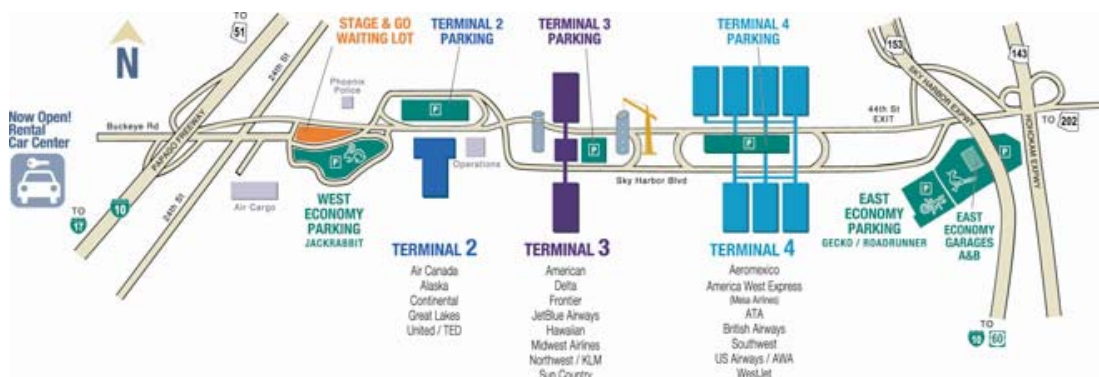 TO
51
24th St
STAGE & GO
WAITING LOT
TERMINAL 2
PARKING
TERMINAL 3
PARKING
TERMINAL 4
PARKING
153
SKY HARBOR EXPWY
143
N
Phoenix
Police
P
Now Open!
Rental
Car Center
Buckeye Rd
PAPAGO FREEWAY
44th St
EXIT
TO
202
HOHOKAM EXPWY
P
P
P
P
P
P
Operations
Sky Harbor Blvd
Air Cargo
24th St
TO
17
10
WEST
ECONOMY
PARKING
JACKRABBIT
EAST
ECONOMY
PARKING
GECKO / ROADRUNNER
EAST
ECONOMY
GARAGES
A&B
TERMINAL 2
Air Canada
Alaska
Continental
Great Lakes
United / TED
TERMINAL 3
American
Delta
Frontier
JetBlue Airways
Hawaiian
Midwest Airlines
Northwest / KLM
Sun Country
TERMINAL 4
Aeromexico
America West Express
(Mesa Airlines)
ATA
British Airways
Southwest
US Airways / AWA
WestJet
TO
10
60